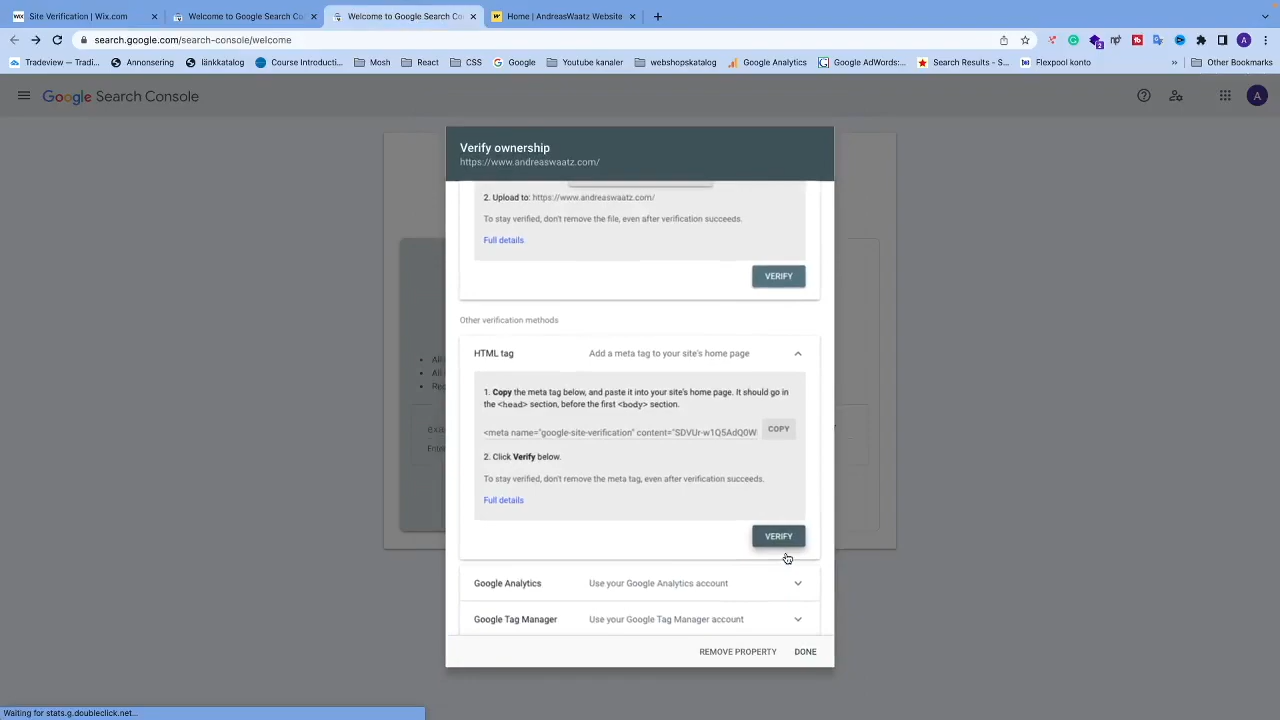 Site Verification | Wix.com
Welcome to Google Search Co
Welcome to Google Search Co
Home | AndreasWaatz Website
search.google.com/search-console/welcome
A
Tradeview – Tradi...
Annonsering
länkkatalog
Course Introducti...
Mosh
React
CSS
Google
Youtube kanaler
webshopskatalog
Google Analytics
Google AdWords:...
Search Results - S...
Flexpool konto
»
Other Bookmarks
Google Search Console
A
Verify ownership
https://www.andreaswaatz.com/
2. Upload to: https://www.andreaswaatz.com/
To stay verified, don't remove the file, even after verification succeeds.
Full details
VERIFY
Other verification methods
HTML tag
Add a meta tag to your site's home page
1. Copy the meta tag below, and paste it into your site's home page. It should go in
the <head> section, before the first <body> section.
<meta name="google-site-verification" content="SDVUr-w1Q5AdQ0W
COPY
2. Click Verify below.
To stay verified, don't remove the meta tag, even after verification succeeds.
Full details
VERIFY
Google Analytics
Use your Google Analytics account
Google Tag Manager
Use your Google Tag Manager account
REMOVE PROPERTY
DONE
Waiting for stats.g.doubleclick.net...